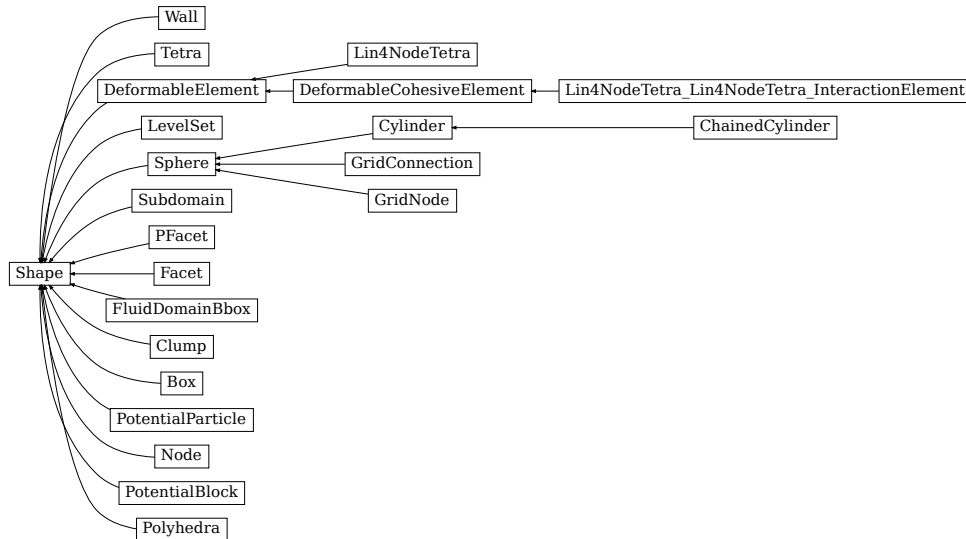 Wall
Tetra
Lin4NodeTetra
DeformableElement
DeformableCohesiveElement
Lin4NodeTetra_Lin4NodeTetra_InteractionElement
LevelSet
Cylinder
ChainedCylinder
Sphere
GridConnection
Subdomain
GridNode
PFacet
Shape
Facet
FluidDomainBbox
Clump
Box
PotentialParticle
Node
PotentialBlock
Polyhedra